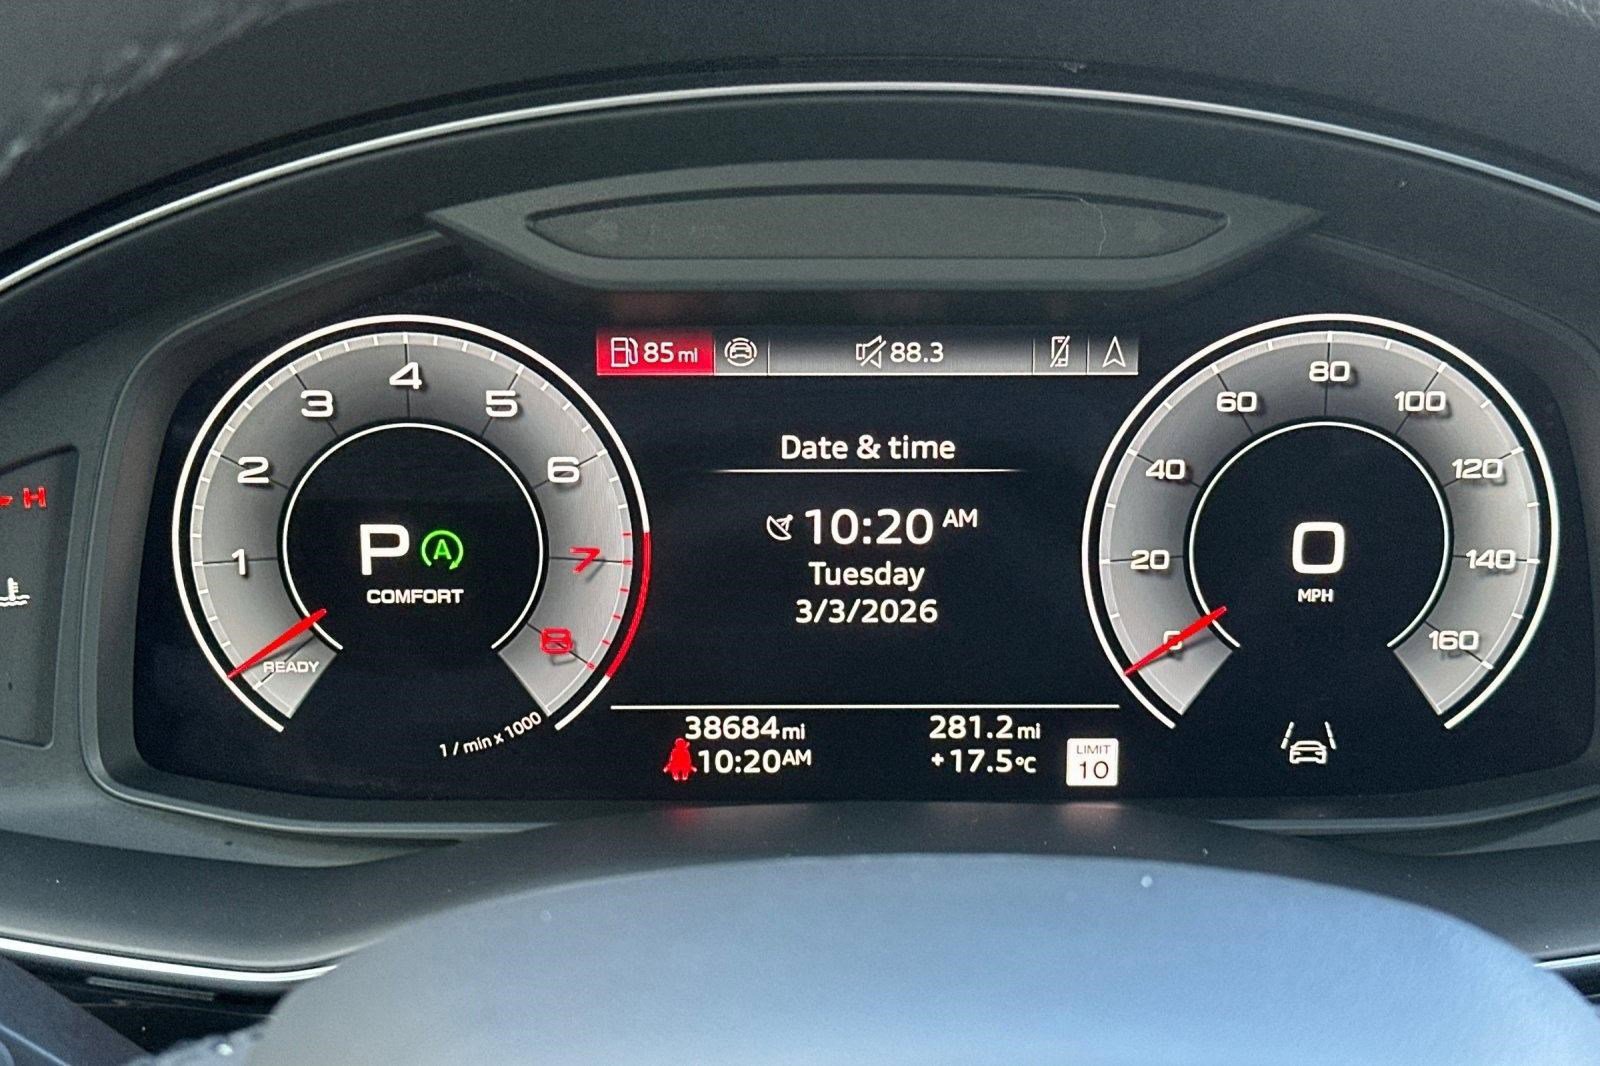 85 mi
88.3
1
2
3
4
5
6
7
8
READY
1 / min x 1000
P A
COMFORT
H
Date & time
10:20 AM
Tuesday
3/3/2026
38684 mi
281.2 mi
10:20 AM
+17.5 °C
LIMIT
10
0
20
40
60
80
100
120
140
160
0
MPH